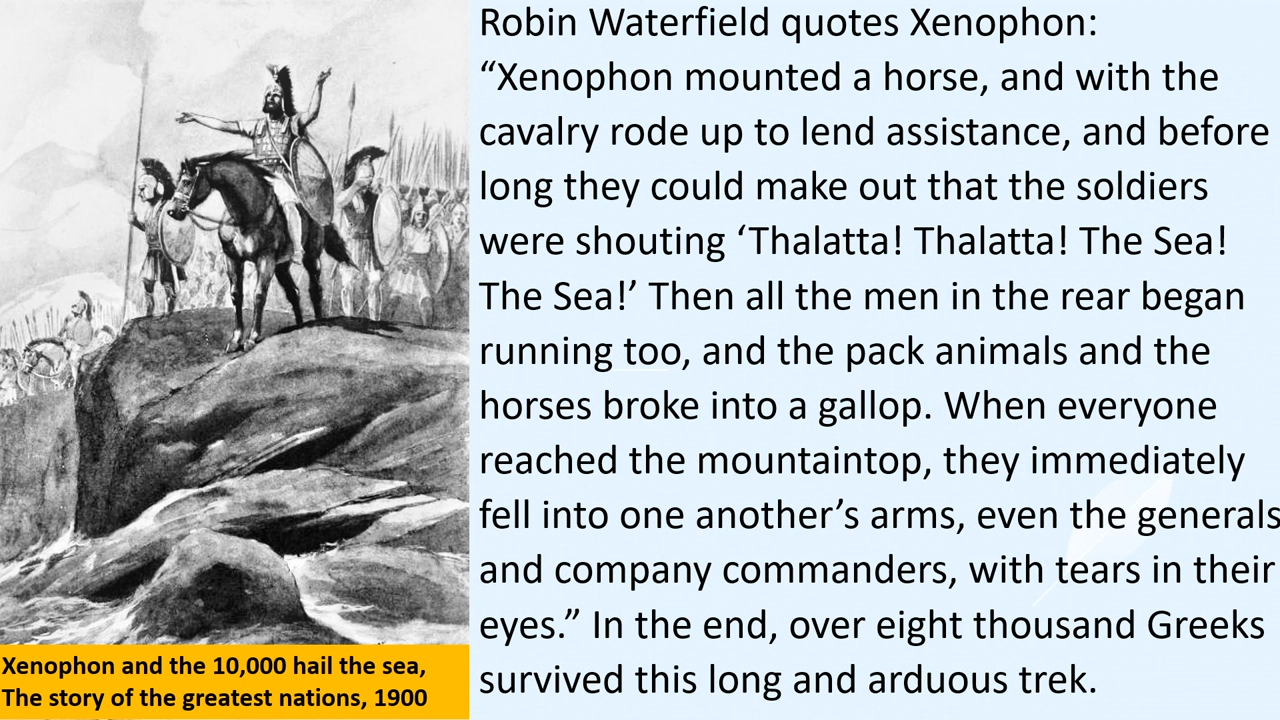 Robin Waterfield quotes Xenophon:
“Xenophon mounted a horse, and with the
cavalry rode up to lend assistance, and before
long they could make out that the soldiers
were shouting ‘Thalatta! Thalatta! The Sea!
The Sea!’ Then all the men in the rear began
running too, and the pack animals and the
horses broke into a gallop. When everyone
reached the mountaintop, they immediately
fell into one another’s arms, even the generals
and company commanders, with tears in their
eyes.” In the end, over eight thousand Greeks
survived this long and arduous trek.
Xenophon and the 10,000 hail the sea,
The story of the greatest nations, 1900